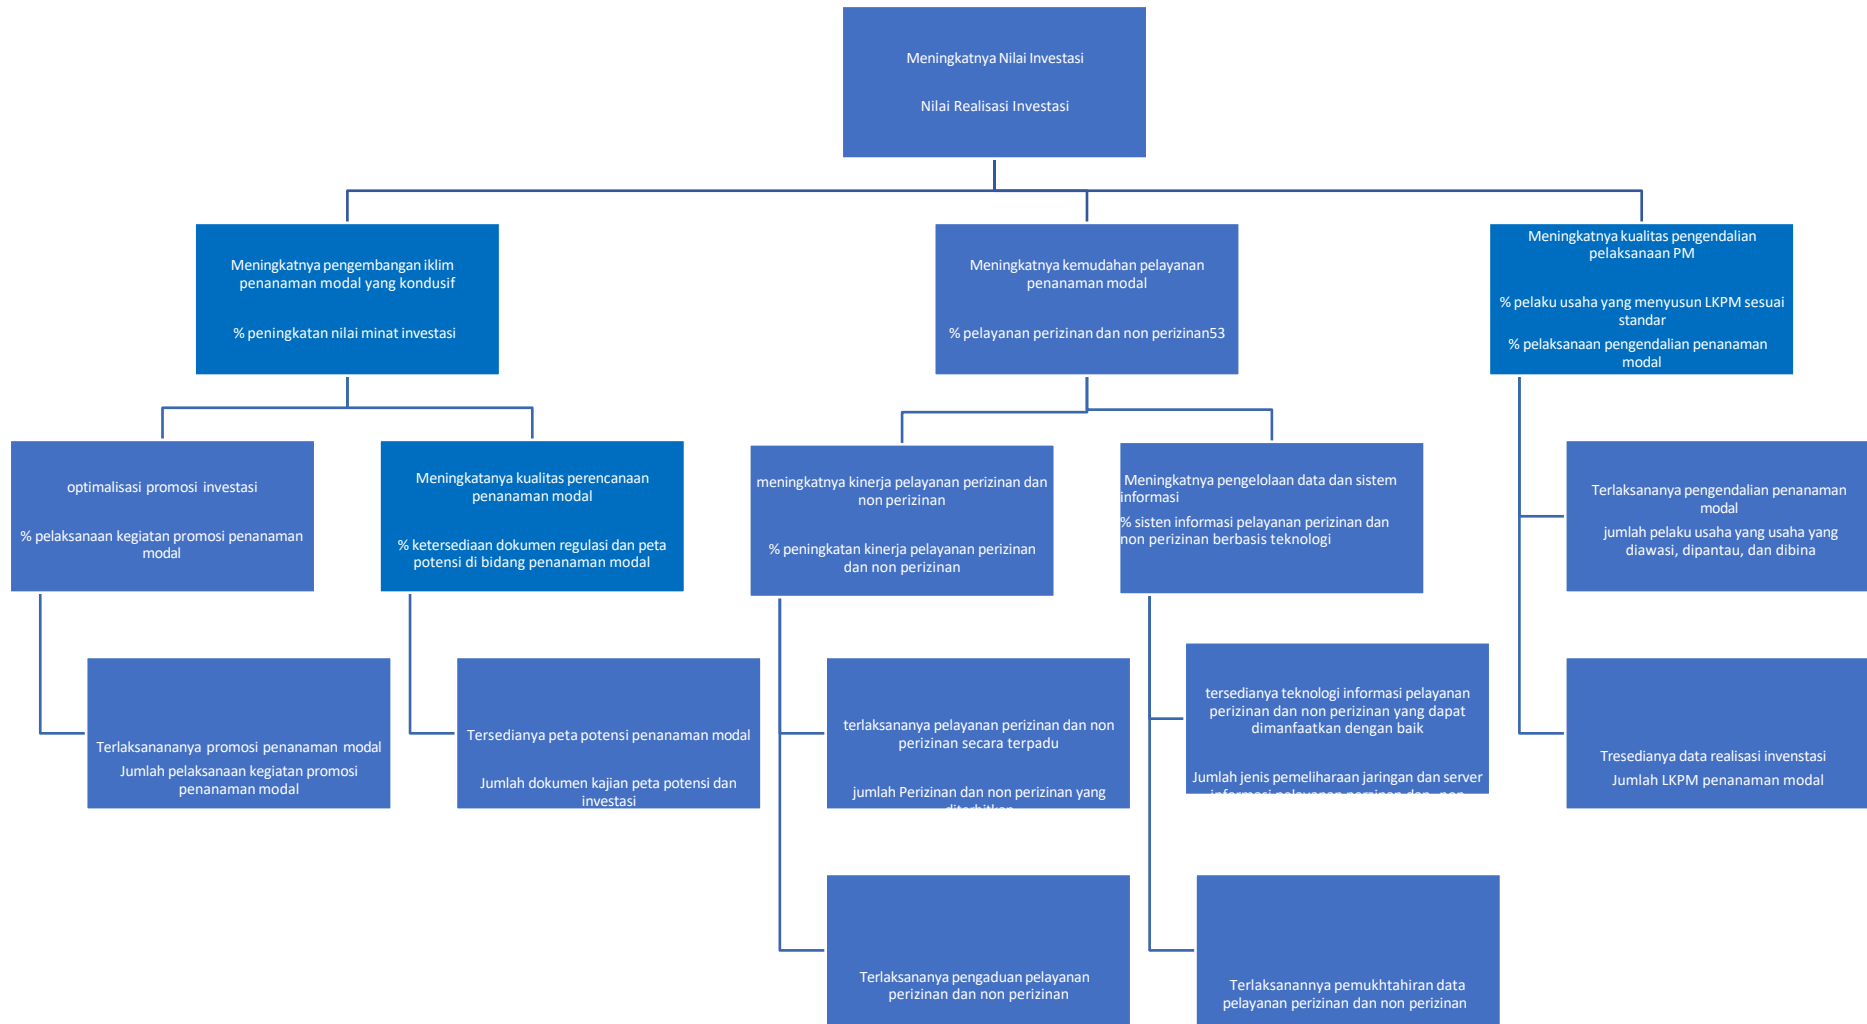 Meningkatnya Nilai Investasi
Nilai Realisasi Investasi
Meningkatnya pengembangan iklim
penanaman modal yang kondusif
% peningkatan nilai minat investasi
Meningkatnya kemudahan pelayanan
penanaman modal
% pelayanan perizinan dan non perizinan53
Meningkatnya kualitas pengendalian
pelaksanaan PM
% pelaku usaha yang menyusun LKPM sesuai
standar
% pelaksanaan pengendalian penanaman
modal
optimalisasi promosi investasi
% pelaksanaan kegiatan promosi penanaman
modal
Meningkatanya kualitas perencanaan
penanaman modal
% ketersediaan dokumen regulasi dan peta
potensi di bidang penanaman modal
meningkatnya kinerja pelayanan perizinan dan
non perizinan
% peningkatan kinerja pelayanan perizinan
dan non perizinan
Meningkatnya pengelolaan data dan sistem
informasi
% sisten informasi pelayanan perizinan dan
non perizinan berbasis teknologi
Terlaksananya pengendalian penanaman
modal
jumlah pelaku usaha yang usaha yang
diawasi, dipantau, dan dibina
Terlaksanananya promosi penanaman modal
Jumlah pelaksanaan kegiatan promosi
penanaman modal
Tersedianya peta potensi penanaman modal
Jumlah dokumen kajian peta potensi dan
investasi
terlaksananya pelayanan perizinan dan non
perizinan secara terpadu
jumlah Perizinan dan non perizinan yang
diterbitkan
tersedianya teknologi informasi pelayanan
perizinan dan non perizinan yang dapat
dimanfaatkan dengan baik
Jumlah jenis pemeliharaan jaringan dan server
informasi pelayanan perzinan dan non
Tresedianya data realisasi invenstasi
Jumlah LKPM penanaman modal
Terlaksananya pengaduan pelayanan
perizinan dan non perizinan
Terlaksanannya pemukhtahiran data
pelayanan perizinan dan non perizinan